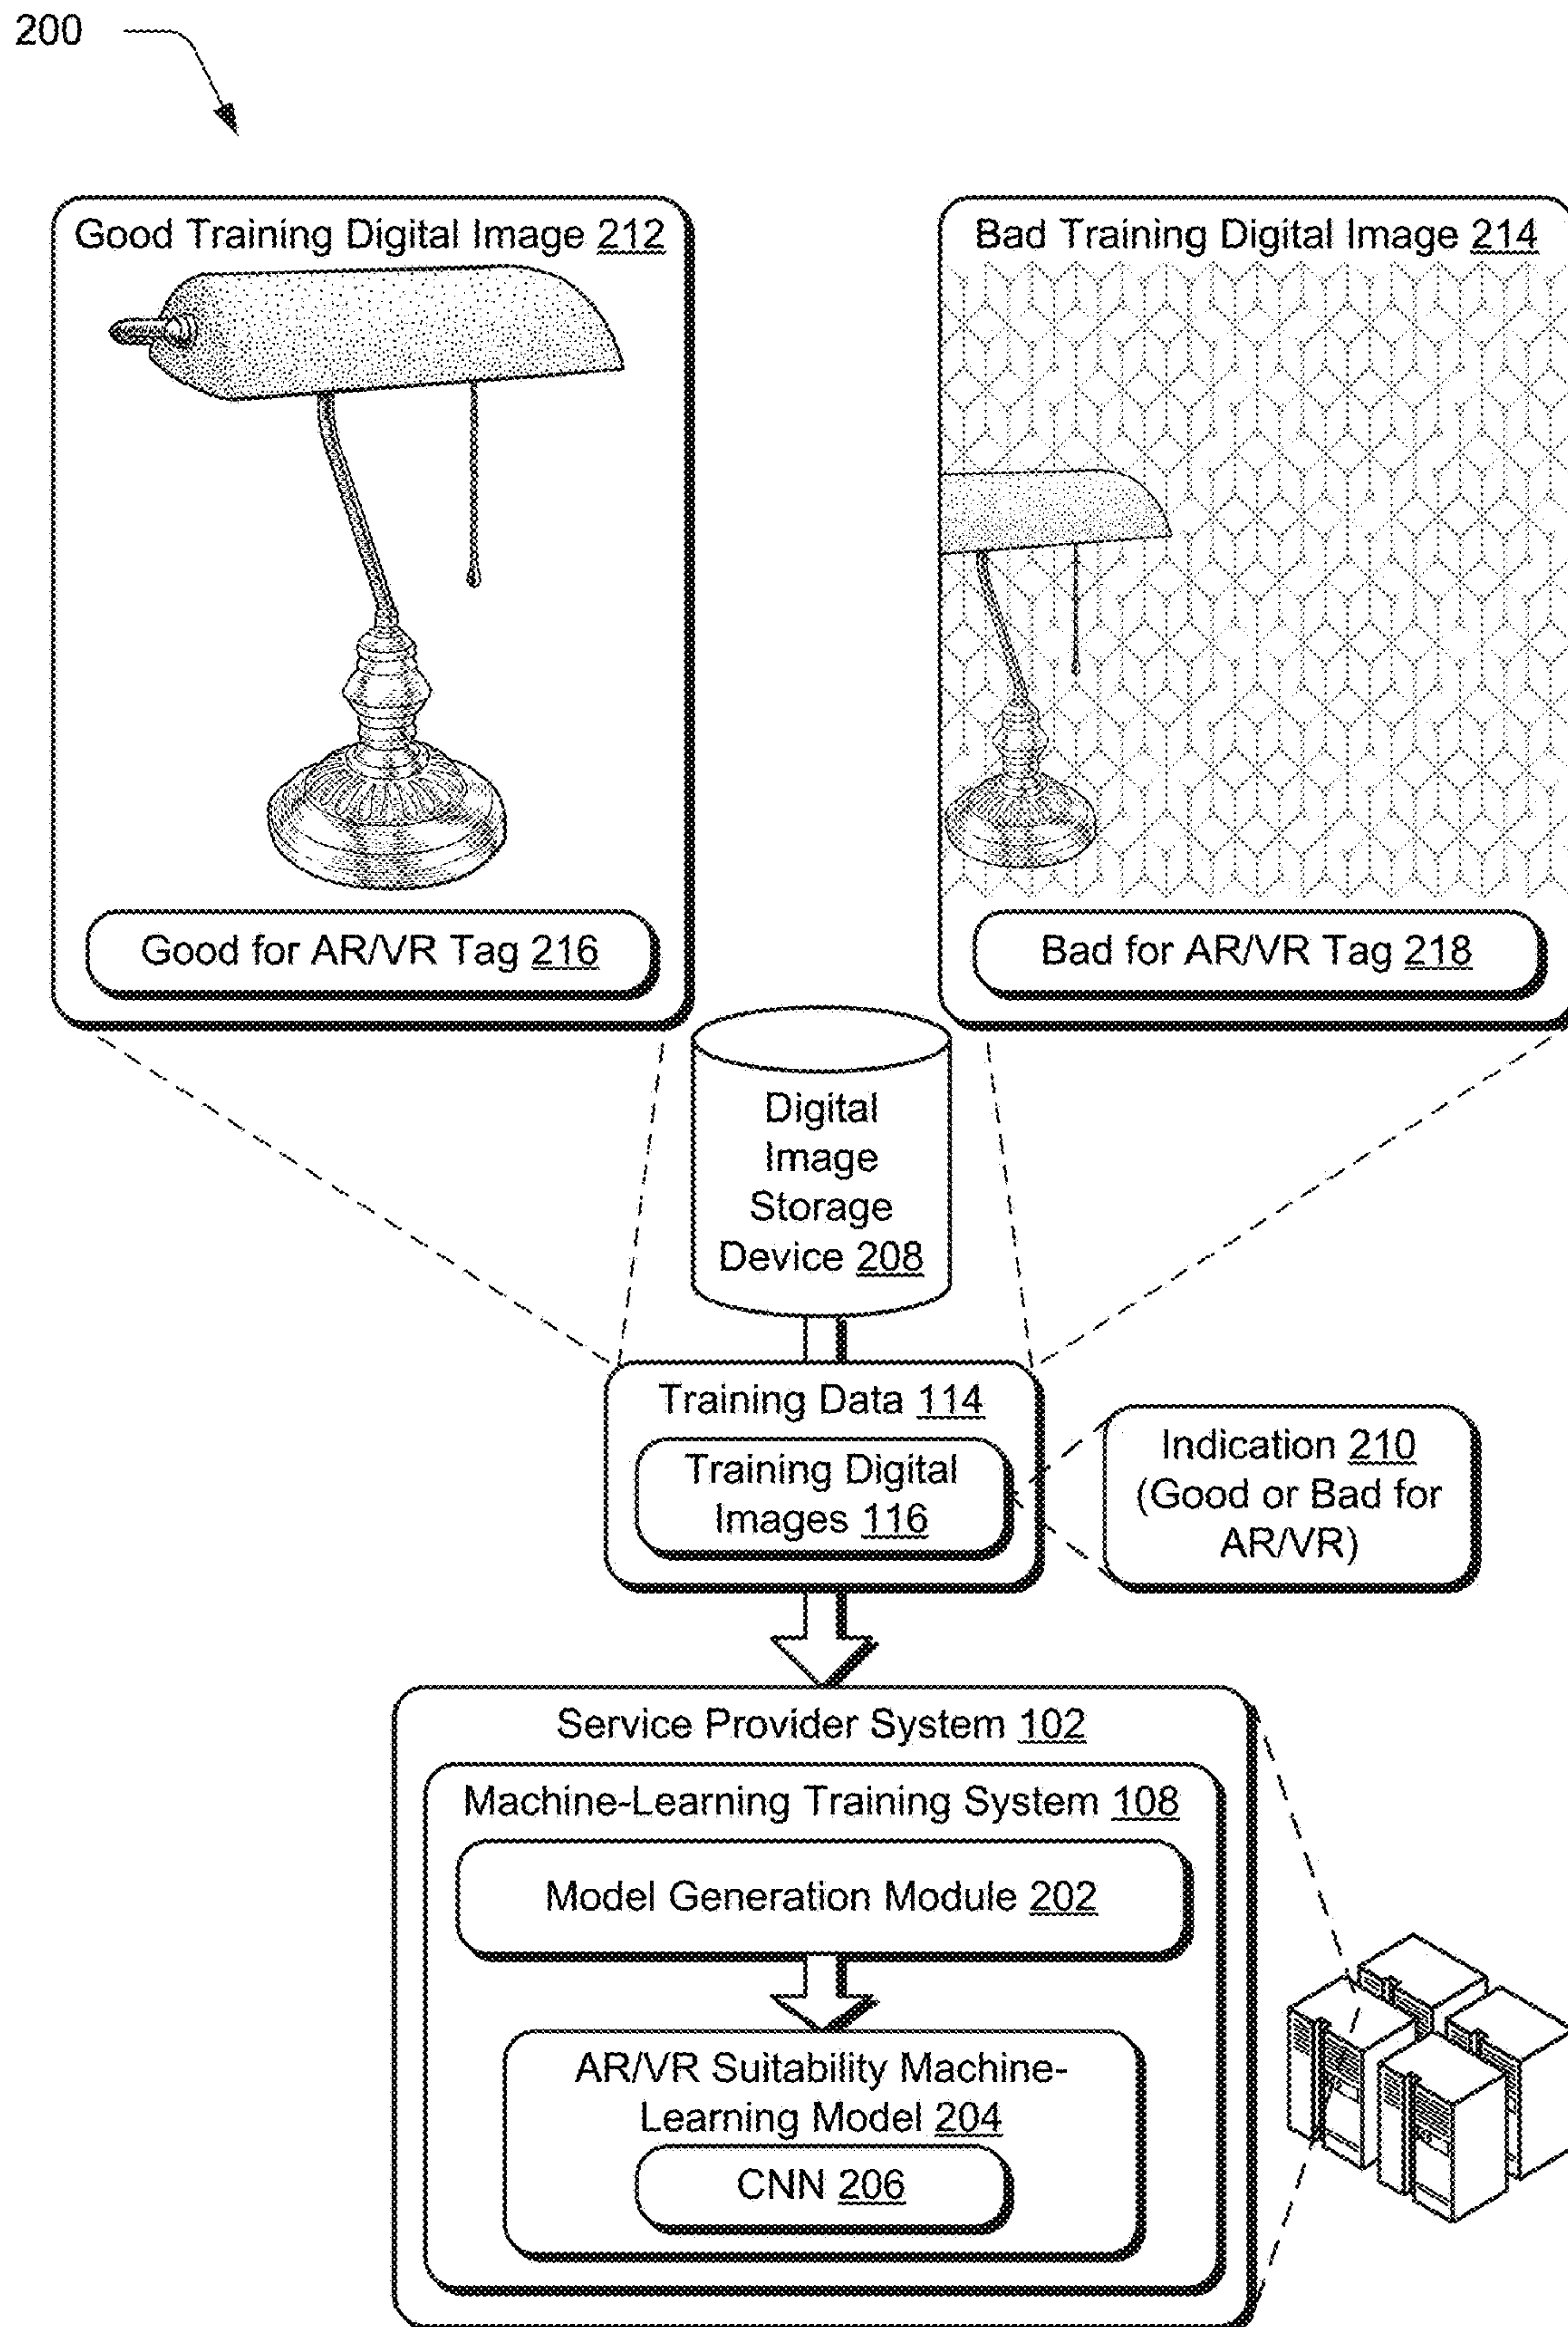 200
Good Training Digital Image 212
Bad Training Digital Image 214
Good for AR/VR Tag 216
Bad for AR/VR Tag 218
Digital
Image
Storage
Device 208
Training Data 114
Training Digital
Images 116
Indication 210
(Good or Bad for
AR/VR)
Service Provider System 102
Machine-Learning Training System 108
Model Generation Module 202
AR/VR Suitability Machine-
Learning Model 204
CNN 206